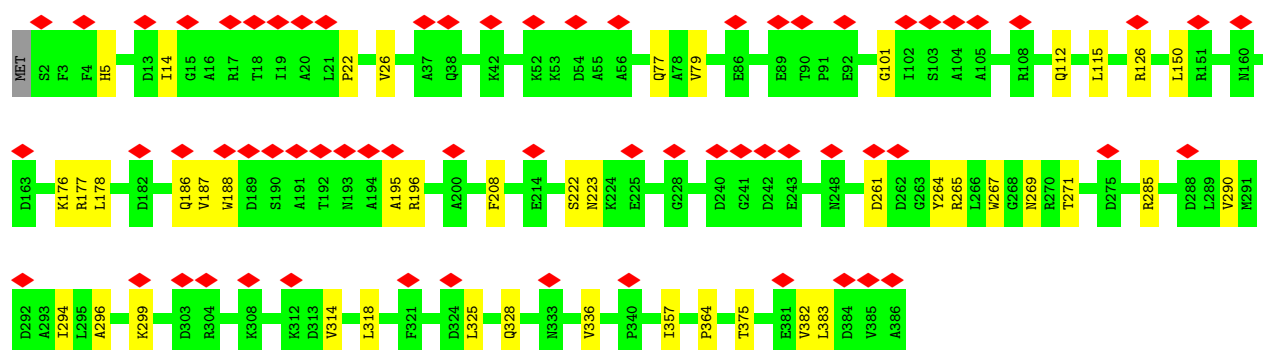 MET S2 F3 F4 H5 D13 I14 G15 A16 R17 T18 I19 A20 L21 P22 V26 A37 Q38 K42 K52 K53 D54 A55 A56 Q77 A78 V79 E86 E89 T90 P91 E92 G101 I102 S103 A104 A105 R108 Q112 L115 R126 L150 R151 N160
D163 K176 R177 L178 D182 Q186 V187 W188 D189 S190 A191 T192 N193 A194 A195 R196 A200 F208 E214 S222 N223 K224 E225 G228 D240 G241 D242 E243 N248 D261 D262 G263 Y264 R265 L266 W267 G268 N269 R270 T271 D275 R285 D288 L289 V290 M291
D292 A293 I294 L295 A296 K299 D303 R304 K308 K312 D313 V314 L318 F321 D324 L325 Q328 N333 V336 P340 I357 P364 T375 E381 V382 L383 D384 V385 A386